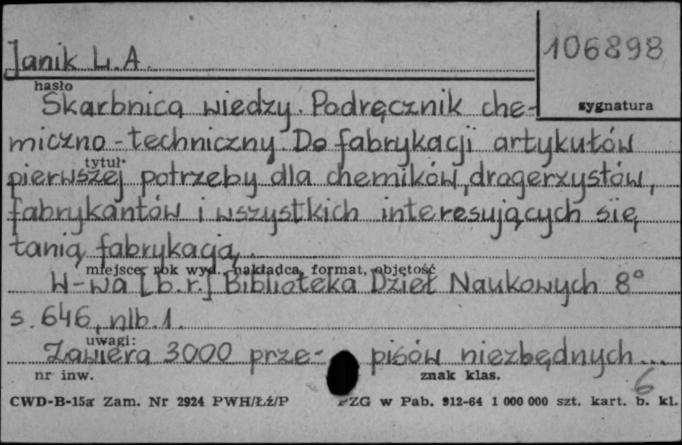 Janik L.A.
106898
hasło
sygnatura
Skarbnica wiedzy. Podręcznik che-
miczno-techniczny. Do fabrykacji artykułów
tytuł
pierwszej potrzeby dla chemików, drogerzystów,
fabrykantów i wszystkich interesujących się
tanią fabrykacją,..
miejsce, rok wyd., nakładca, format, objętość
W-wa [b.r.] Biblioteka Dzieł Naukowych 8°
s. 646, nlb. 1.
uwagi:
Zawiera 3000 prze- pisów niezbędnych...
nr inw.
znak klas.
6
CWD-B-15a Zam. Nr 2924 PWH/Łź/P PZG w Pab. 912-64 1 000 000 szt. kart. b. kl.